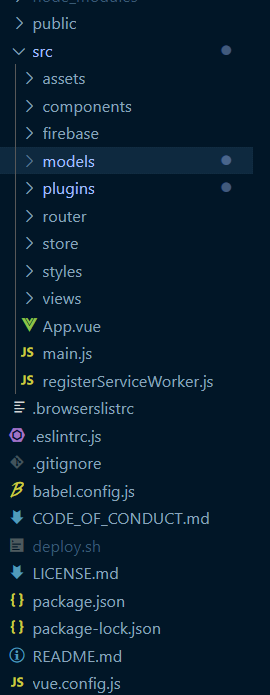 node_modules
public
src
assets
components
firebase
models
plugins
router
store
styles
views
App.vue
JS main.js
JS registerServiceWorker.js
.browserslistrc
.eslintrc.js
.gitignore
B babel.config.js
CODE_OF_CONDUCT.md
deploy.sh
LICENSE.md
{} package.json
{} package-lock.json
README.md
JS vue.config.js